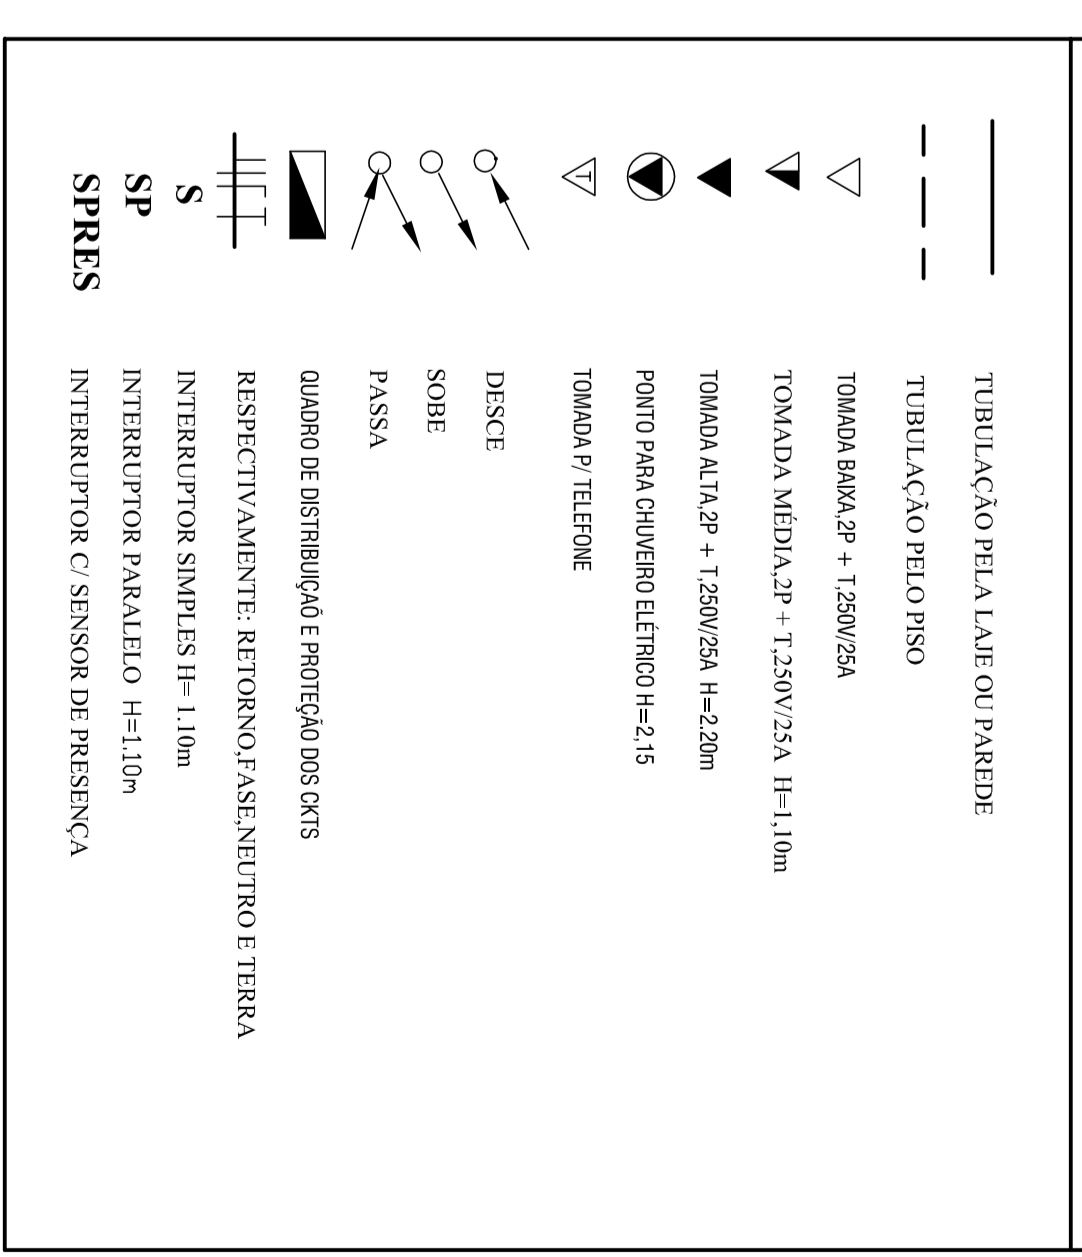 TUBULAÇÃO PELA LAJE OU PAREDE
TUBULAÇÃO PELO PISO
TOMADA BAIXA,2P + T,250V/25A
TOMADA MÉDIA,2P + T,250V/25A H=1,10m
TOMADA ALTA,2P + T,250V/25A H=2.20m
PONTO PARA CHUVEIRO ELÉTRICO H=2,15
T TOMADA P/ TELEFONE
DESCE
SOBE
PASSA
QUADRO DE DISTRIBUIÇAÕ E PROTEÇÃO DOS CKTS
RESPECTIVAMENTE: RETORNO,FASE,NEUTRO E TERRA
S INTERRUPTOR SIMPLES H= 1.10m
SP INTERRUPTOR PARALELO H=1.10m
SPRES INTERRUPTOR C/ SENSOR DE PRESENÇA